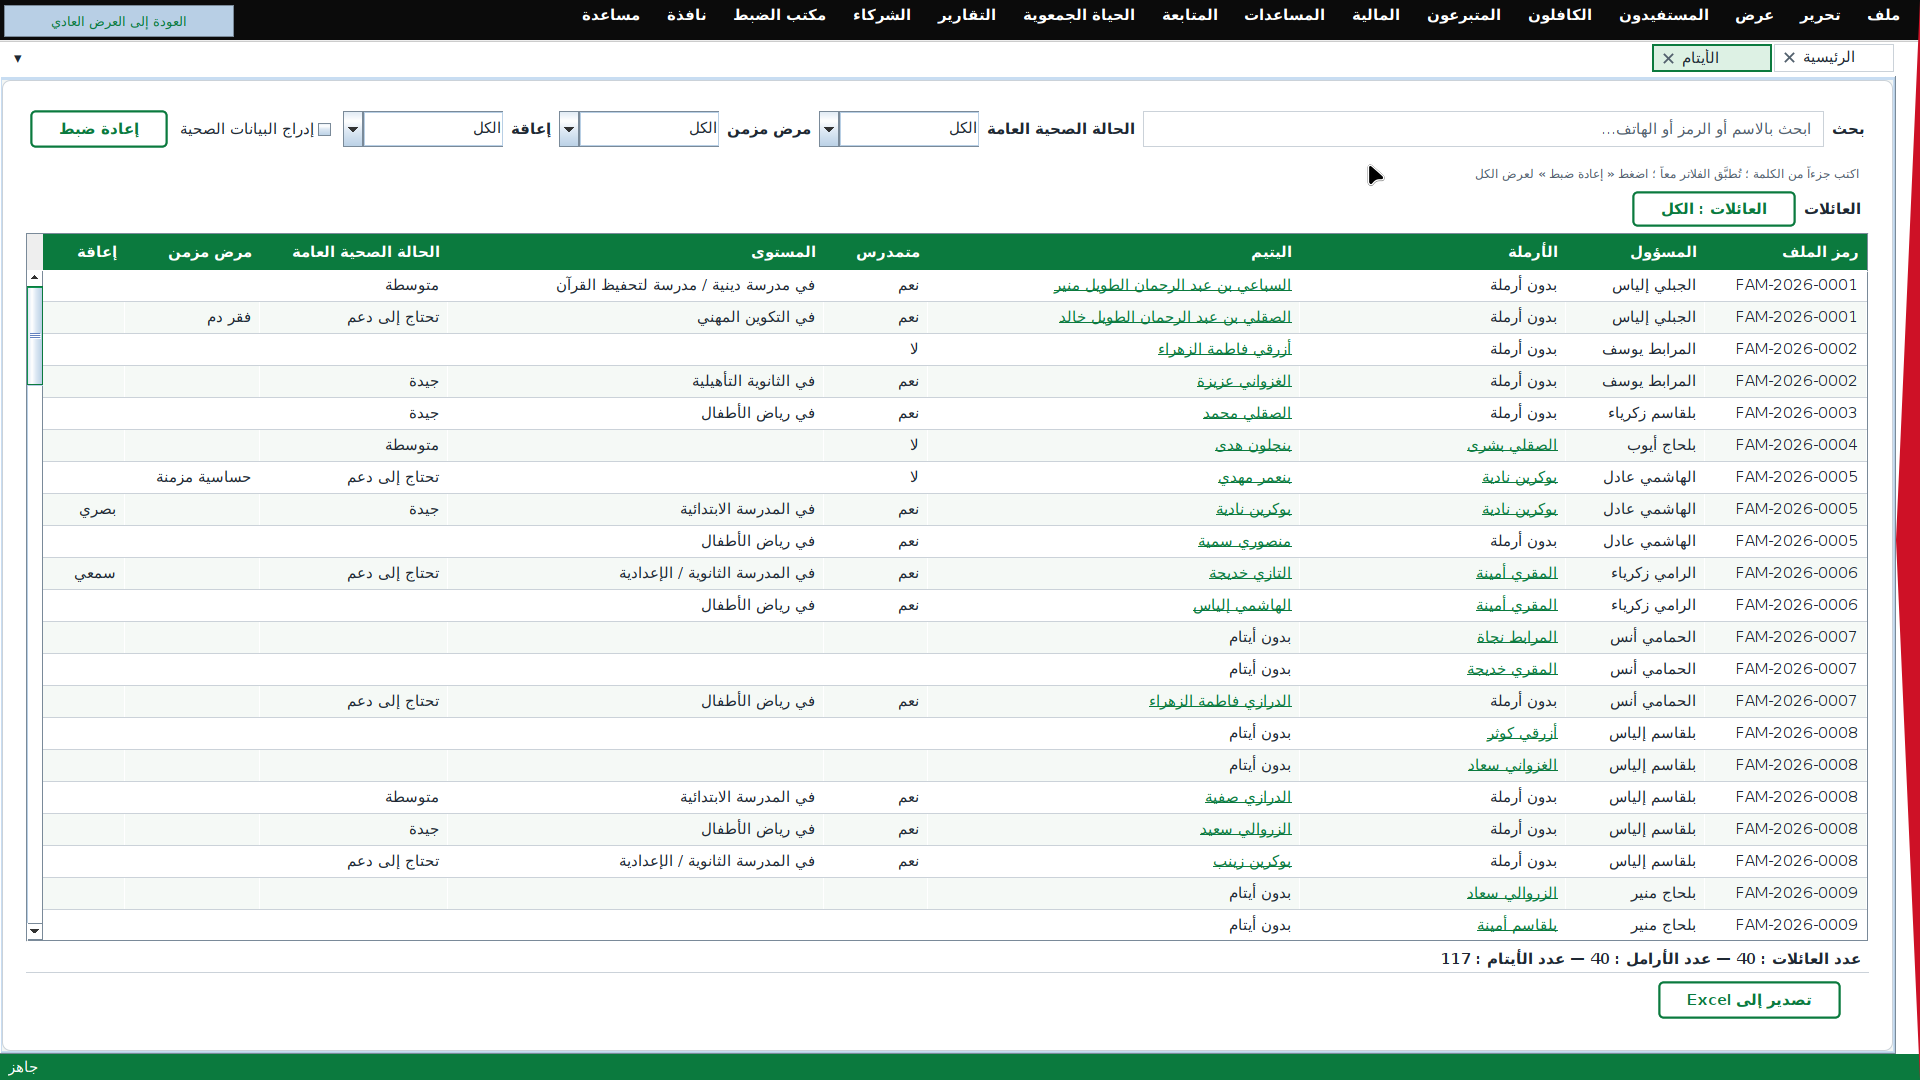 ملف تحرير عرض المستفيدون الكافلون المتبرعون المالية المساعدات المتابعة الحياة الجمعوية التقارير الشركاء مكتب الضبط نافذة مساعدة العودة إلى العرض العادي
الرئيسية ✕ الأيتام ✕ ▼
بحث ابحث بالاسم أو الرمز أو الهاتف... الحالة الصحية العامة الكل مرض مزمن الكل إعاقة الكل إدراج البيانات الصحية إعادة ضبط
اكتب جزءاً من الكلمة ؛ تُطبَّق الفلاتر معاً ؛ اضغط « إعادة ضبط » لعرض الكل
العائلات العائلات : الكل
رمز الملف المسؤول الأرملة اليتيم متمدرس المستوى الحالة الصحية العامة مرض مزمن إعاقة
FAM-2026-0001 الجبلي إلياس بدون أرملة السباعي بن عبد الرحمان الطويل منير نعم في مدرسة دينية / مدرسة لتحفيظ القرآن متوسطة
FAM-2026-0001 الجبلي إلياس بدون أرملة الصقلي بن عبد الرحمان الطويل خالد نعم في التكوين المهني تحتاج إلى دعم فقر دم
FAM-2026-0002 المرابط يوسف بدون أرملة أزرقي فاطمة الزهراء لا
FAM-2026-0002 المرابط يوسف بدون أرملة الغزواني عزيزة نعم في الثانوية التأهيلية جيدة
FAM-2026-0003 بلقاسم زكرياء بدون أرملة الصقلي محمد نعم في رياض الأطفال جيدة
FAM-2026-0004 بلحاج أيوب الصقلي بشرى بنجلون هدى لا متوسطة
FAM-2026-0005 الهاشمي عادل بوكرين نادية بنعمر مهدي لا تحتاج إلى دعم حساسية مزمنة
FAM-2026-0005 الهاشمي عادل بوكرين نادية بوكرين نادية نعم في المدرسة الابتدائية جيدة بصري
FAM-2026-0005 الهاشمي عادل بدون أرملة منصوري سمية نعم في رياض الأطفال
FAM-2026-0006 الرامي زكرياء المقري أمينة التازي خديجة نعم في المدرسة الثانوية / الإعدادية تحتاج إلى دعم سمعي
FAM-2026-0006 الرامي زكرياء المقري أمينة الهاشمي إلياس نعم في رياض الأطفال
FAM-2026-0007 الحمامي أنس المرابط نجاة بدون أيتام
FAM-2026-0007 الحمامي أنس المقري خديجة بدون أيتام
FAM-2026-0007 الحمامي أنس بدون أرملة الدرازي فاطمة الزهراء نعم في رياض الأطفال تحتاج إلى دعم
FAM-2026-0008 بلقاسم إلياس أزرقي كوثر بدون أيتام
FAM-2026-0008 بلقاسم إلياس الغزواني سعاد بدون أيتام
FAM-2026-0008 بلقاسم إلياس بدون أرملة الدرازي صفية نعم في المدرسة الابتدائية متوسطة
FAM-2026-0008 بلقاسم إلياس بدون أرملة الزروالي سعيد نعم في رياض الأطفال جيدة
FAM-2026-0008 بلقاسم إلياس بدون أرملة بوكرين زينب نعم في المدرسة الثانوية / الإعدادية تحتاج إلى دعم
FAM-2026-0009 بلحاج منير الزروالي سعاد بدون أيتام
FAM-2026-0009 بلحاج منير بلقاسم أمينة بدون أيتام
عدد العائلات : 40 — عدد الأرامل : 40 — عدد الأيتام : 117
تصدير إلى Excel
جاهز